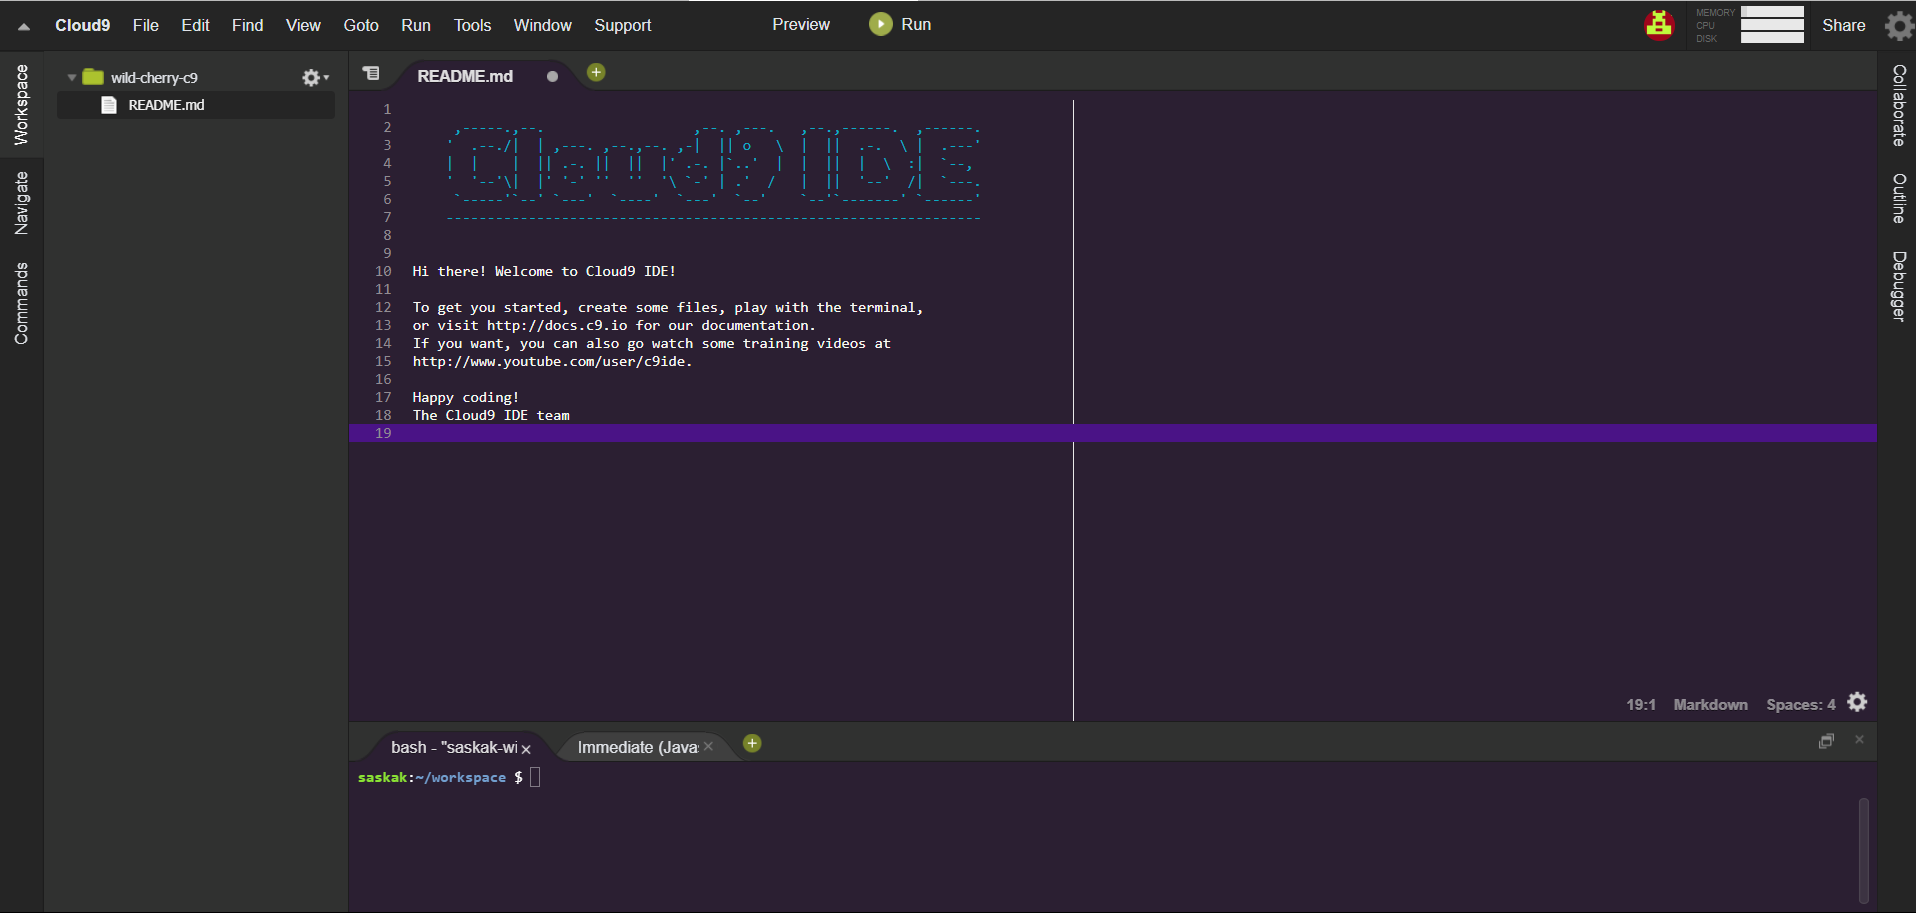 Cloud9 File Edit Find View Goto Run Tools Window Support Preview Run MEMORY CPU DISK Share
Workspace
Navigate
Commands
wild-cherry-c9
README.md
README.md
1
2      ,-----.,--.                  ,--. ,---.   ,--.,------.  ,------.
3     '  .--./|  | ,---. ,--.,--. ,-|  || o   \  |  ||  .-.  \ |  .---'
4     |  |    |  || .-. ||  ||  |' .-. |`..'  |  |  ||  |  \  :|  `--,
5     '  '--'\|  |' '-' ''  ''  '\ `-' | .'  /   |  ||  '--'  /|  `---.
6      `-----'`--' `---'  `----'  `---'  `--'    `--'`-------' `------'
7     -----------------------------------------------------------------
8
9
10 Hi there! Welcome to Cloud9 IDE!
11
12 To get you started, create some files, play with the terminal,
13 or visit http://docs.c9.io for our documentation.
14 If you want, you can also go watch some training videos at
15 http://www.youtube.com/user/c9ide.
16
17 Happy coding!
18 The Cloud9 IDE team
19
19:1 Markdown Spaces: 4
bash - "saskak-wi Immediate (Java
saskak:~/workspace $
Collaborate
Outline
Debugger